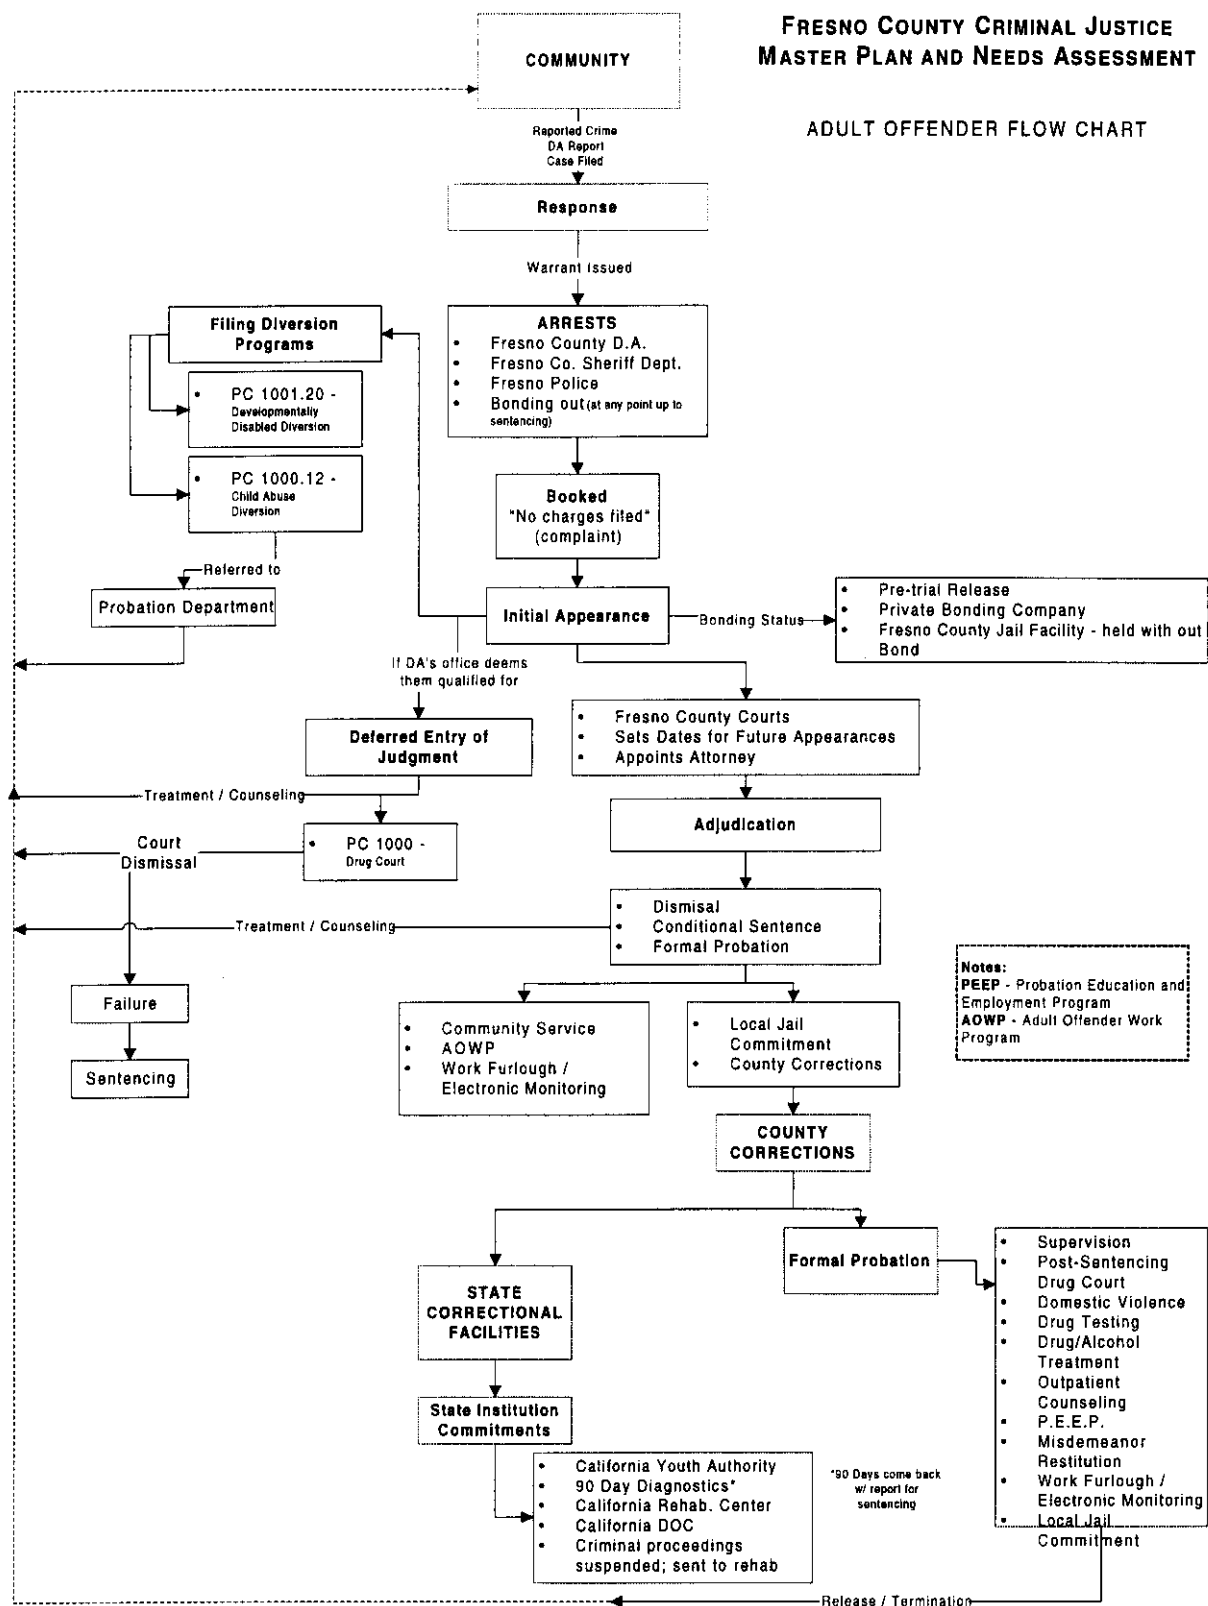 FRESNO COUNTY CRIMINAL JUSTICE
MASTER PLAN AND NEEDS ASSESSMENT
ADULT OFFENDER FLOW CHART
COMMUNITY
Reported Crime
DA Report
Case Filed
Response
Warrant Issued
ARRESTS
• Fresno County D.A.
• Fresno Co. Sheriff Dept.
• Fresno Police
• Bonding out (at any point up to
sentencing)
Filing Diversion
Programs
• PC 1001.20 -
Developmentally
Disabled Diversion
• PC 1000.12 -
Child Abuse
Diversion
Referred to
Probation Department
Booked
"No charges filed"
(complaint)
Initial Appearance
Bonding Status
• Pre-trial Release
• Private Bonding Company
• Fresno County Jail Facility - held with out
Bond
If DA's office deems
them qualified for
Deferred Entry of
Judgment
• Fresno County Courts
• Sets Dates for Future Appearances
• Appoints Attorney
Treatment / Counseling
Court
Dismissal
• PC 1000 -
Drug Court
Adjudication
• Dismisal
• Conditional Sentence
• Formal Probation
Treatment / Counseling
Failure
Sentencing
• Community Service
• AOWP
• Work Furlough /
Electronic Monitoring
• Local Jail
Commitment
• County Corrections
Notes:
PEEP - Probation Education and
Employment Program
AOWP - Adult Offender Work
Program
COUNTY
CORRECTIONS
STATE
CORRECTIONAL
FACILITIES
Formal Probation
• Supervision
• Post-Sentencing
Drug Court
• Domestic Violence
• Drug Testing
• Drug/Alcohol
Treatment
• Outpatient
Counseling
• P.E.E.P.
• Misdemeanor
Restitution
• Work Furlough /
Electronic Monitoring
• Local Jail
Commitment
State Institution
Commitments
• California Youth Authority
• 90 Day Diagnostics*
• California Rehab. Center
• California DOC
• Criminal proceedings
suspended; sent to rehab
*90 Days come back
w/ report for
sentencing
Release / Termination